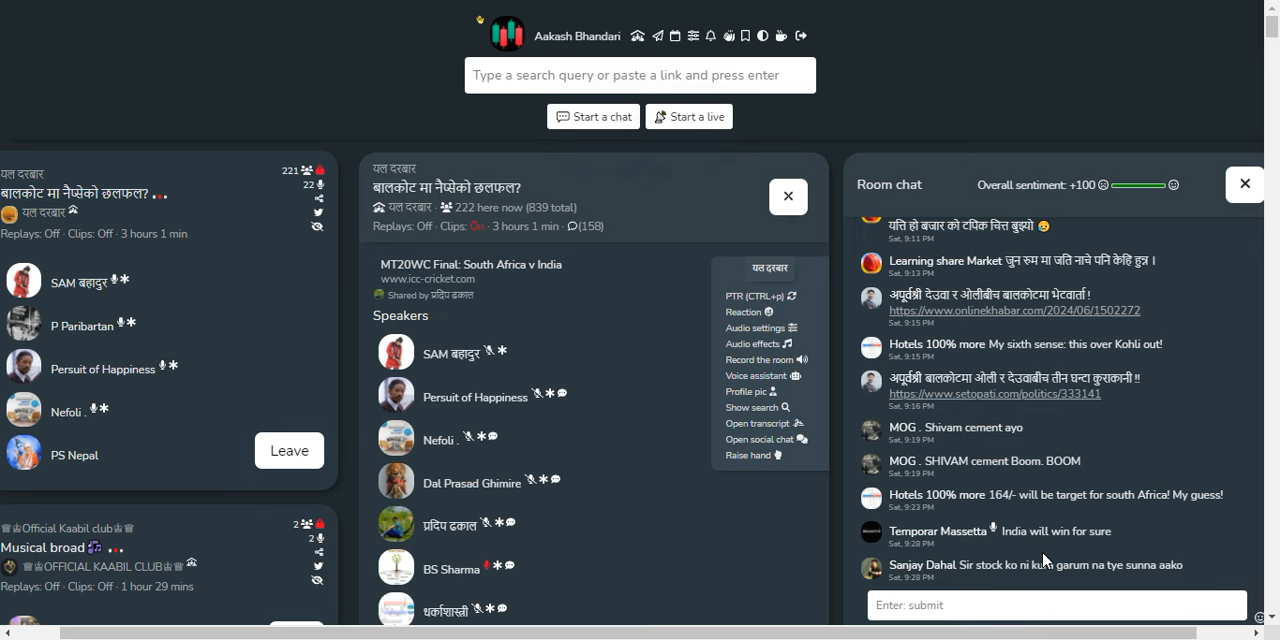 Aakash Bhandari
Type a search query or paste a link and press enter
Start a chat
Start a live
यल दरबार
221
बालकोट मा नेप्सेको छलफल?
22
यल दरबार
Replays: Off · Clips: Off · 3 hours 1 min
SAM बहादुर
P Paribartan
Persuit of Happiness
Nefoli .
PS Nepal
Leave
♕♔Official Kaabil club♔♕
2
Musical broad
2
♕♔OFFICIAL KAABIL CLUB♔♕
Replays: Off · Clips: Off · 1 hour 29 mins
यल दरबार
बालकोट मा नेप्सेको छलफल?
यल दरबार · 222 here now (839 total)
Replays: Off · Clips: On · 3 hours 1 min · (158)
MT20WC Final: South Africa v India
www.icc-cricket.com
Shared by प्रदिप ढकाल
Speakers
SAM बहादुर
Persuit of Happiness
Nefoli .
Dal Prasad Ghimire
प्रदिप ढकाल
BS Sharma
धर्काशास्त्री
यल दरबार
PTR (CTRL+p)
Reaction
Audio settings
Audio effects
Record the room
Voice assistant
Profile pic
Show search
Open transcript
Open social chat
Raise hand
Room chat
Overall sentiment: +100
यत्ति हो बजार को टपिक चित्त बुझ्यो 😥
Sat, 9:11 PM
Learning share Market जुन रुम मा जति नाचे पनि केहि हुन्न ।
Sat, 9:13 PM
अपूर्वश्री देउवा र ओलीबीच बालकोटमा भेटवार्ता !
https://www.onlinekhabar.com/2024/06/1502272
Sat, 9:15 PM
Hotels 100% more My sixth sense: this over Kohli out!
Sat, 9:15 PM
अपूर्वश्री बालकोटमा ओली र देउवाबीच तीन घन्टा कुराकानी !!
https://www.setopati.com/politics/333141
Sat, 9:16 PM
MOG . Shivam cement ayo
Sat, 9:19 PM
MOG . SHIVAM cement Boom. BOOM
Sat, 9:19 PM
Hotels 100% more 164/- will be target for south Africa! My guess!
Sat, 9:23 PM
Temporar Massetta India will win for sure
Sat, 9:28 PM
Sanjay Dahal Sir stock ko ni kum garum na tye sunna aako
Sat, 9:28 PM
Enter: submit